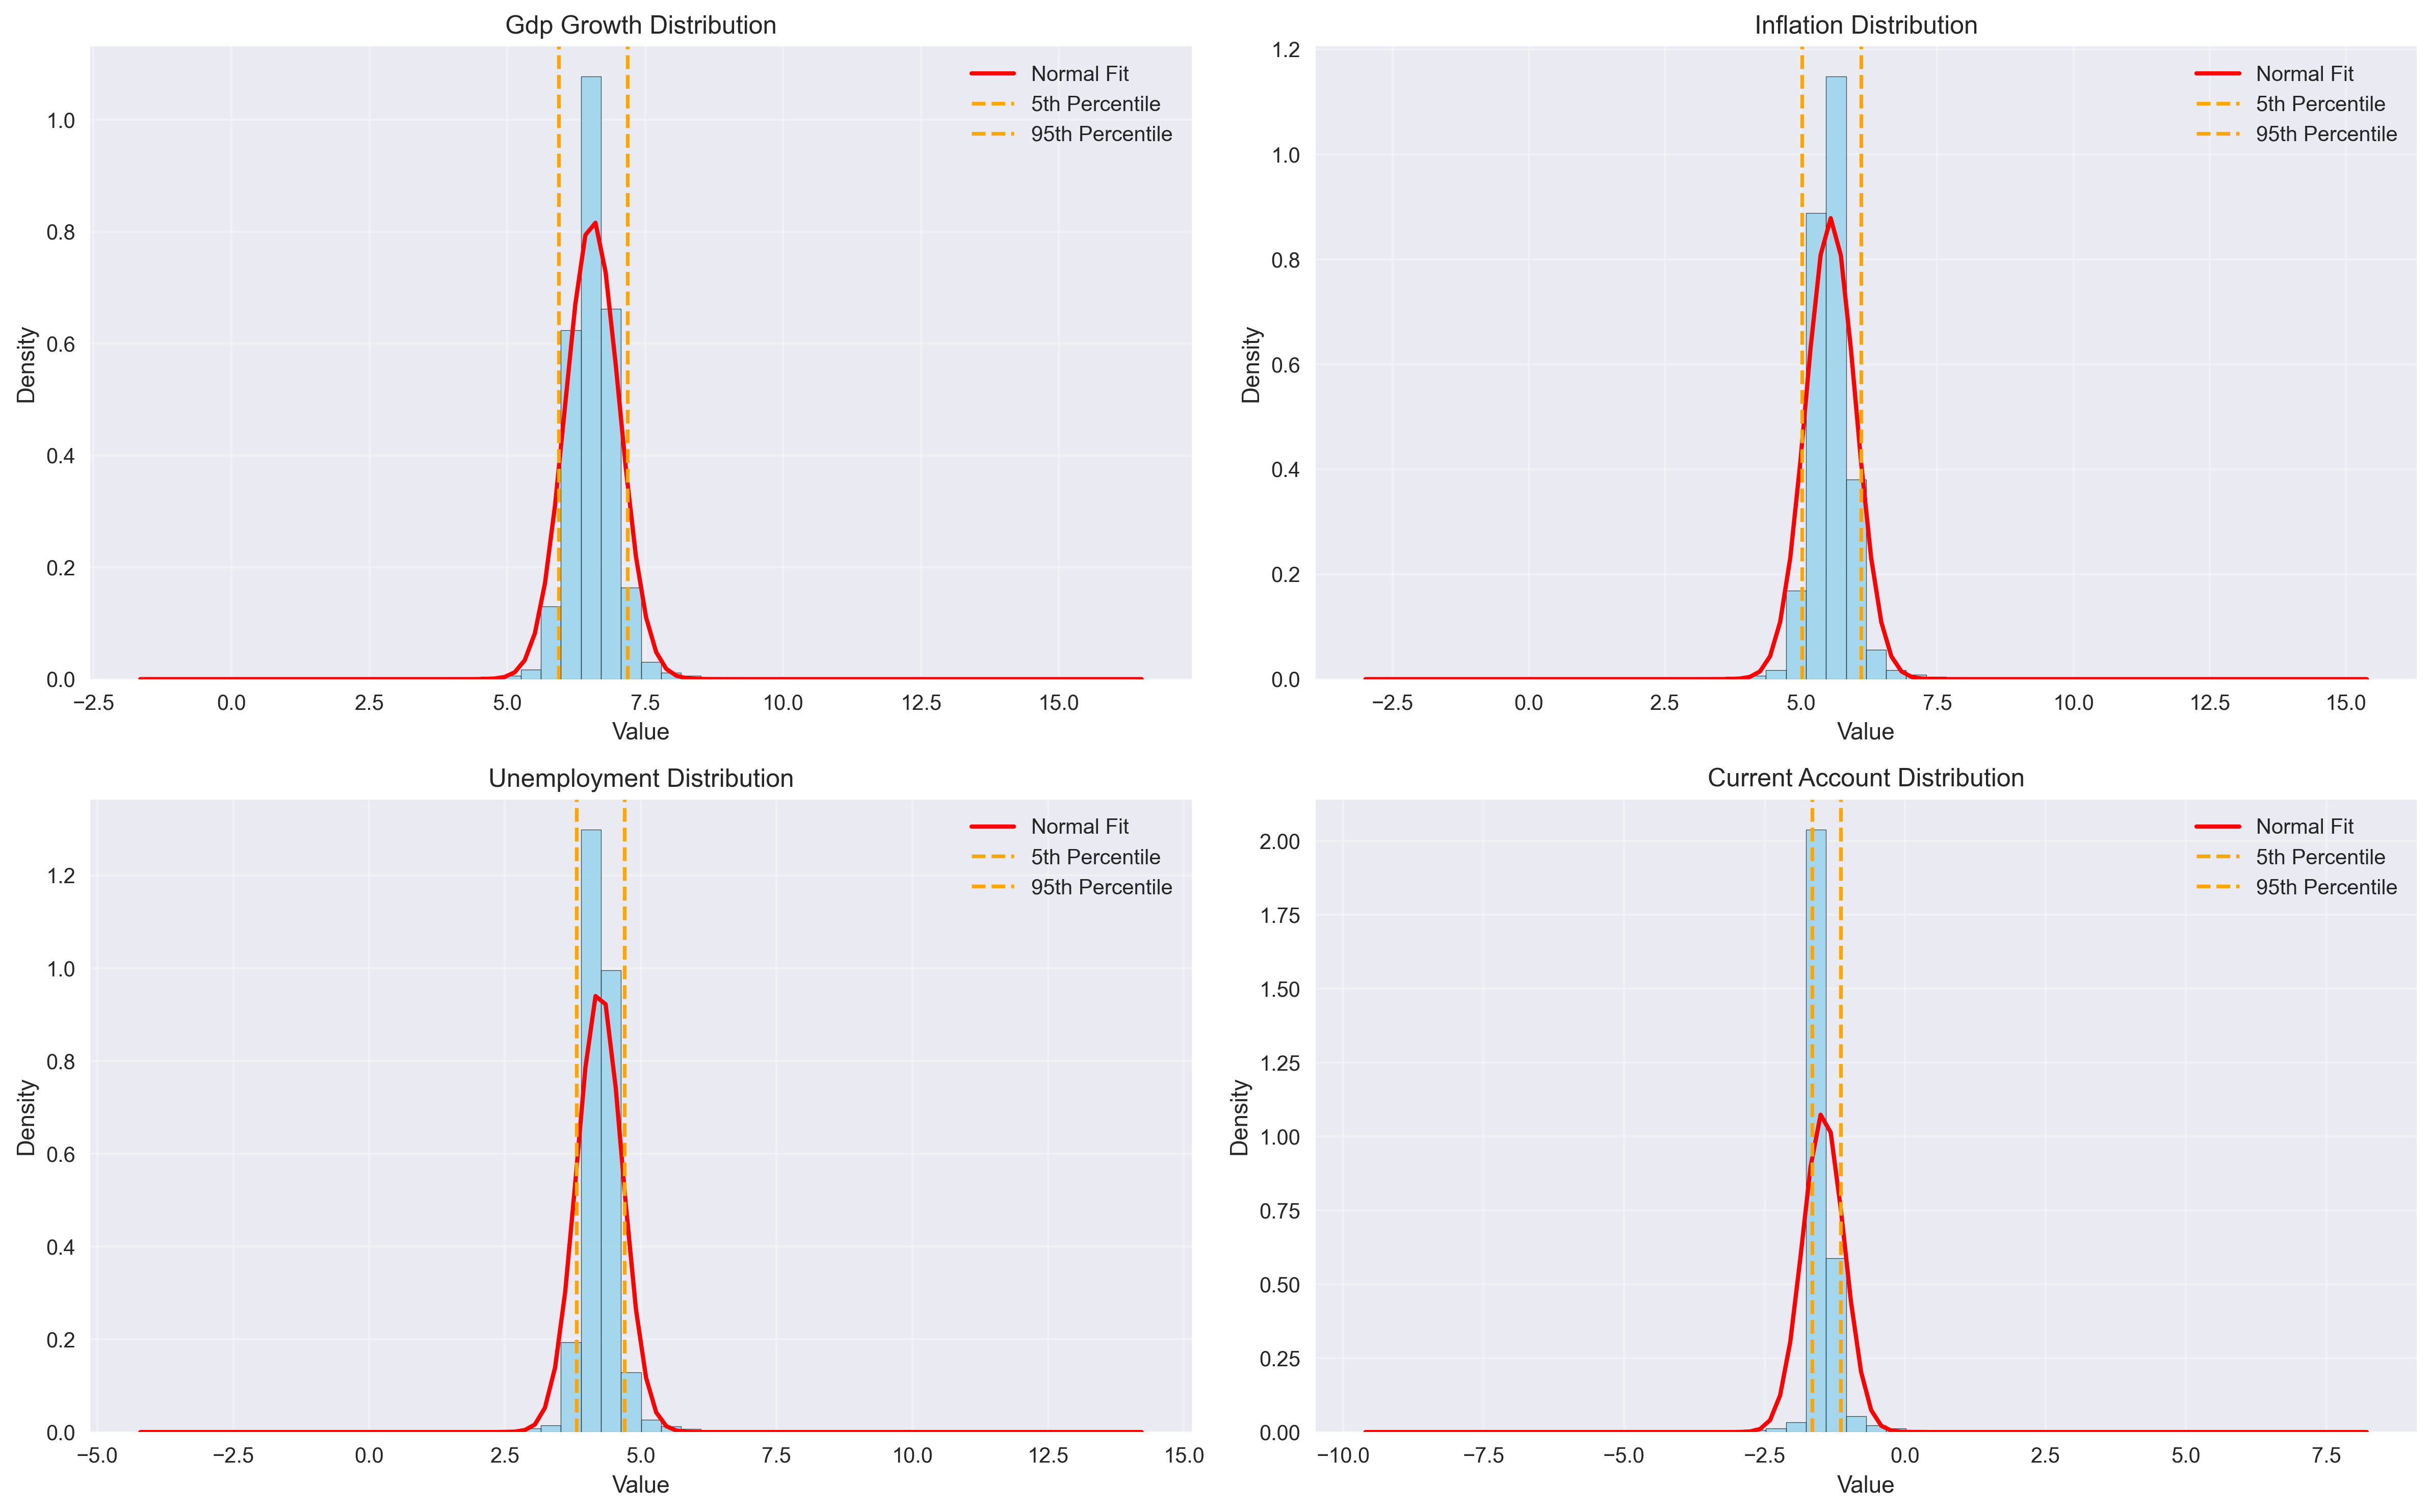 Gdp Growth Distribution
Normal Fit
5th Percentile
95th Percentile
Density
1.0
0.8
0.6
0.4
0.2
0.0
−2.5 0.0 2.5 5.0 7.5 10.0 12.5 15.0
Value
Inflation Distribution
Normal Fit
5th Percentile
95th Percentile
Density
1.2
1.0
0.8
0.6
0.4
0.2
0.0
−2.5 0.0 2.5 5.0 7.5 10.0 12.5 15.0
Value
Unemployment Distribution
Normal Fit
5th Percentile
95th Percentile
Density
1.2
1.0
0.8
0.6
0.4
0.2
0.0
−5.0 −2.5 0.0 2.5 5.0 7.5 10.0 12.5 15.0
Value
Current Account Distribution
Normal Fit
5th Percentile
95th Percentile
Density
2.00
1.75
1.50
1.25
1.00
0.75
0.50
0.25
0.00
−10.0 −7.5 −5.0 −2.5 0.0 2.5 5.0 7.5
Value